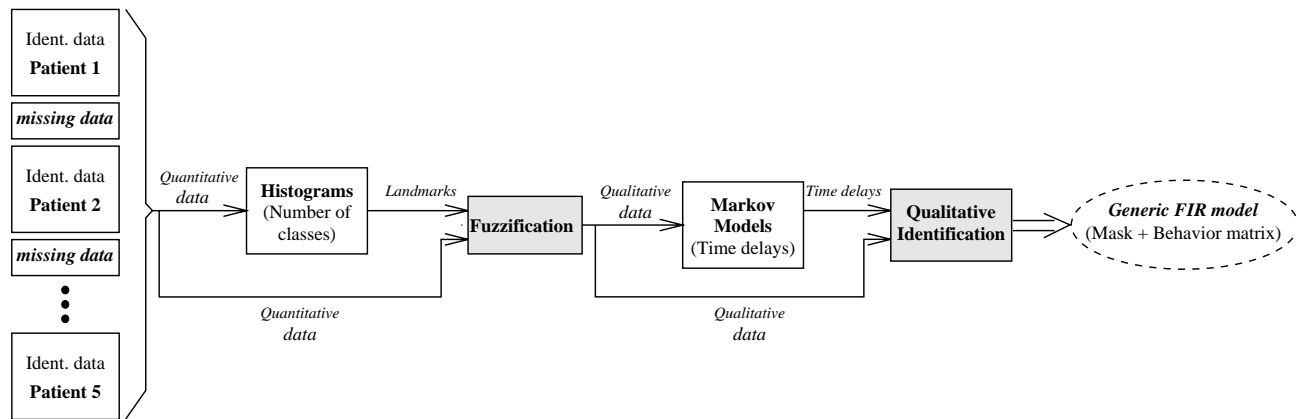 Ident. data
Patient 1
missing data
Ident. data
Patient 2
missing data
Ident. data
Patient 5
Quantitative
data
Histograms
(Number of
classes)
Landmarks
Quantitative
data
Fuzzification
Qualitative
data
Markov
Models
(Time delays)
Time delays
Qualitative
data
Qualitative
Identification
Generic FIR model
(Mask + Behavior matrix)